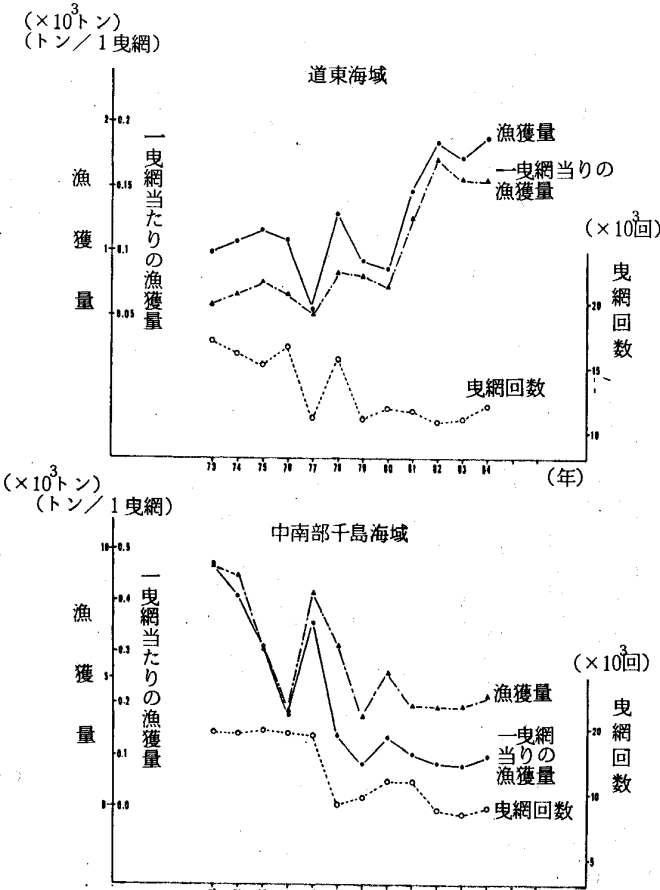 (×10³トン)
(トン/1曳網)
道東海域
漁獲量
一曳網当たりの漁獲量
2 0.2
0.15
1 0.1
0.05
漁獲量
一曳網当りの
漁獲量
(×10³回)
曳網回数
20
15
10
曳網回数
73 74 75 76 77 78 79 80 81 82 83 84
(年)
(×10³トン)
(トン/1曳網)
中南部千島海域
漁獲量
一曳網当たりの漁獲量
10 0.5
0.4
0.3
5
0.2
0.1
0 0.0
漁獲量
一曳網
当りの
漁獲量
曳網回数
(×10³回)
曳網回数
20
10
5